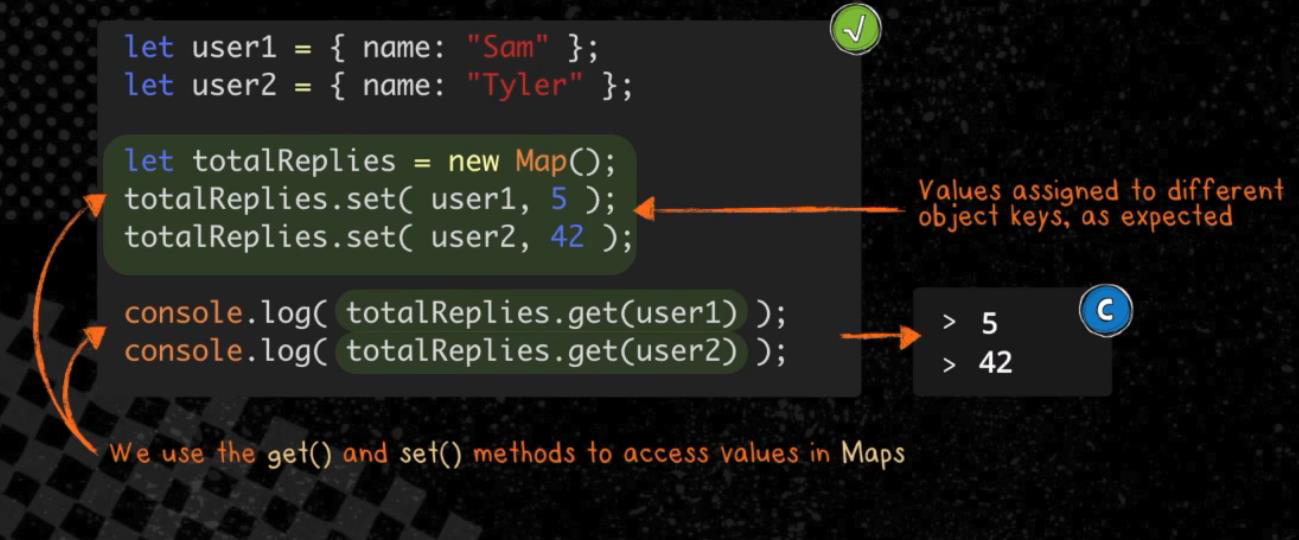 let user1 = { name: "Sam" };
let user2 = { name: "Tyler" };
let totalReplies = new Map();
totalReplies.set( user1, 5 );
totalReplies.set( user2, 42 );
Values assigned to different
object keys, as expected
console.log( totalReplies.get(user1) );
console.log( totalReplies.get(user2) );
C
> 5
> 42
We use the get() and set() methods to access values in Maps